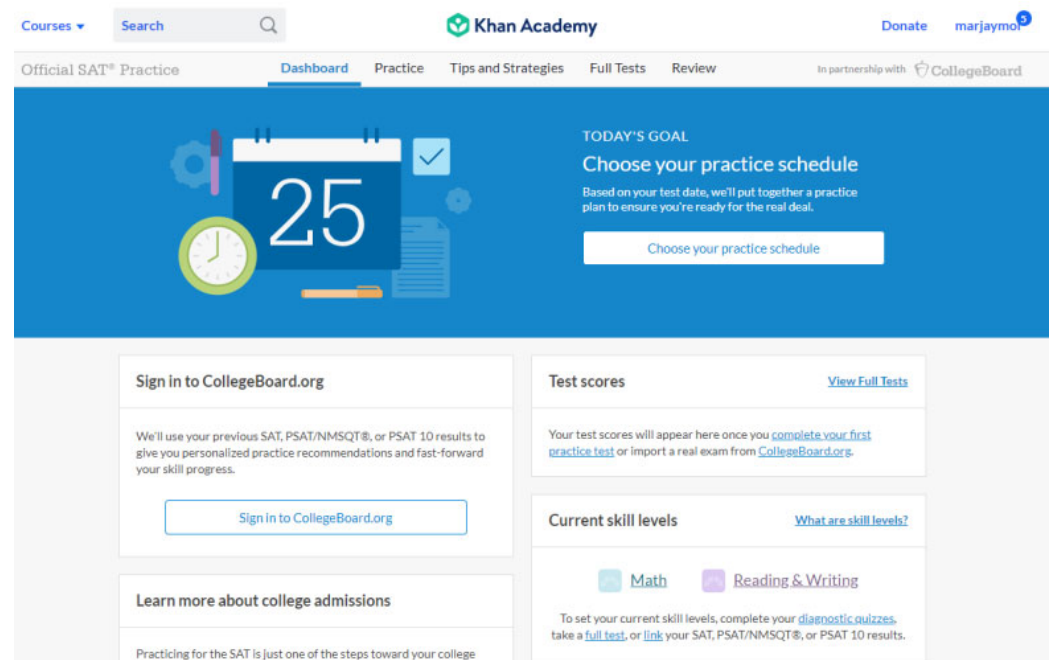 Courses
Search
Khan Academy
Donate
marjaymol
5
Official SAT® Practice
Dashboard
Practice
Tips and Strategies
Full Tests
Review
In partnership with CollegeBoard
25
TODAY'S GOAL
Choose your practice schedule
Based on your test date, we'll put together a practice
plan to ensure you're ready for the real deal.
Choose your practice schedule
Sign in to CollegeBoard.org
We'll use your previous SAT, PSAT/NMSQT®, or PSAT 10 results to
give you personalized practice recommendations and fast-forward
your skill progress.
Sign in to CollegeBoard.org
Learn more about college admissions
Practicing for the SAT is just one of the steps toward your college
Test scores
View Full Tests
Your test scores will appear here once you complete your first
practice test or import a real exam from CollegeBoard.org.
Current skill levels
What are skill levels?
Math
Reading & Writing
To set your current skill levels, complete your diagnostic quizzes,
take a full test, or link your SAT, PSAT/NMSQT®, or PSAT 10 results.